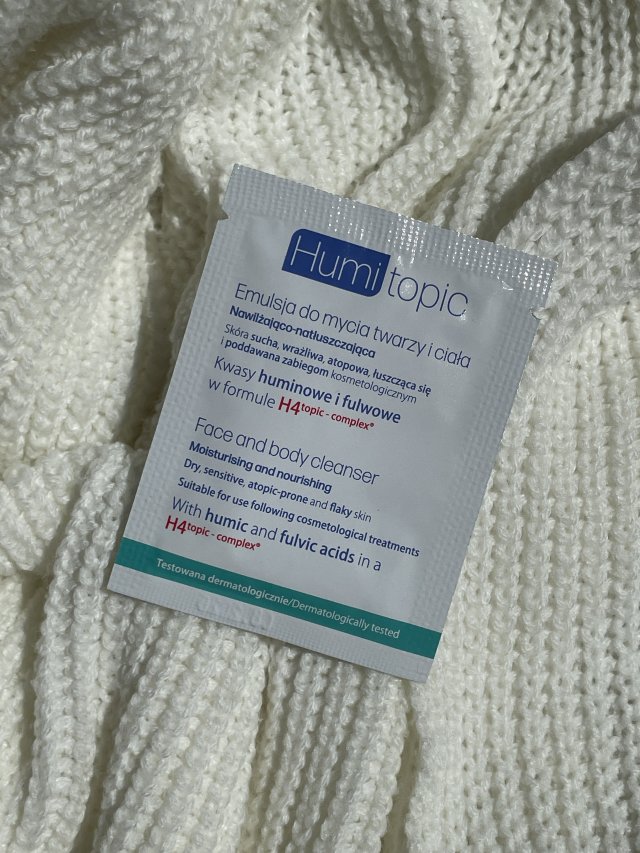 Humitopic
Emulsja do mycia twarzy i ciała
Nawilżająco-natłuszczająca
Skóra sucha, wrażliwa, atopowa, łuszcząca się
i poddawana zabiegom kosmetologicznym
Kwasy huminowe i fulwowe
w formule H4topic - complex®
Face and body cleanser
Moisturising and nourishing
Dry, sensitive, atopic-prone and flaky skin
Suitable for use following cosmetological treatments
With humic and fulvic acids in a
H4topic - complex®
Testowana dermatologicznie/Dermatologically tested